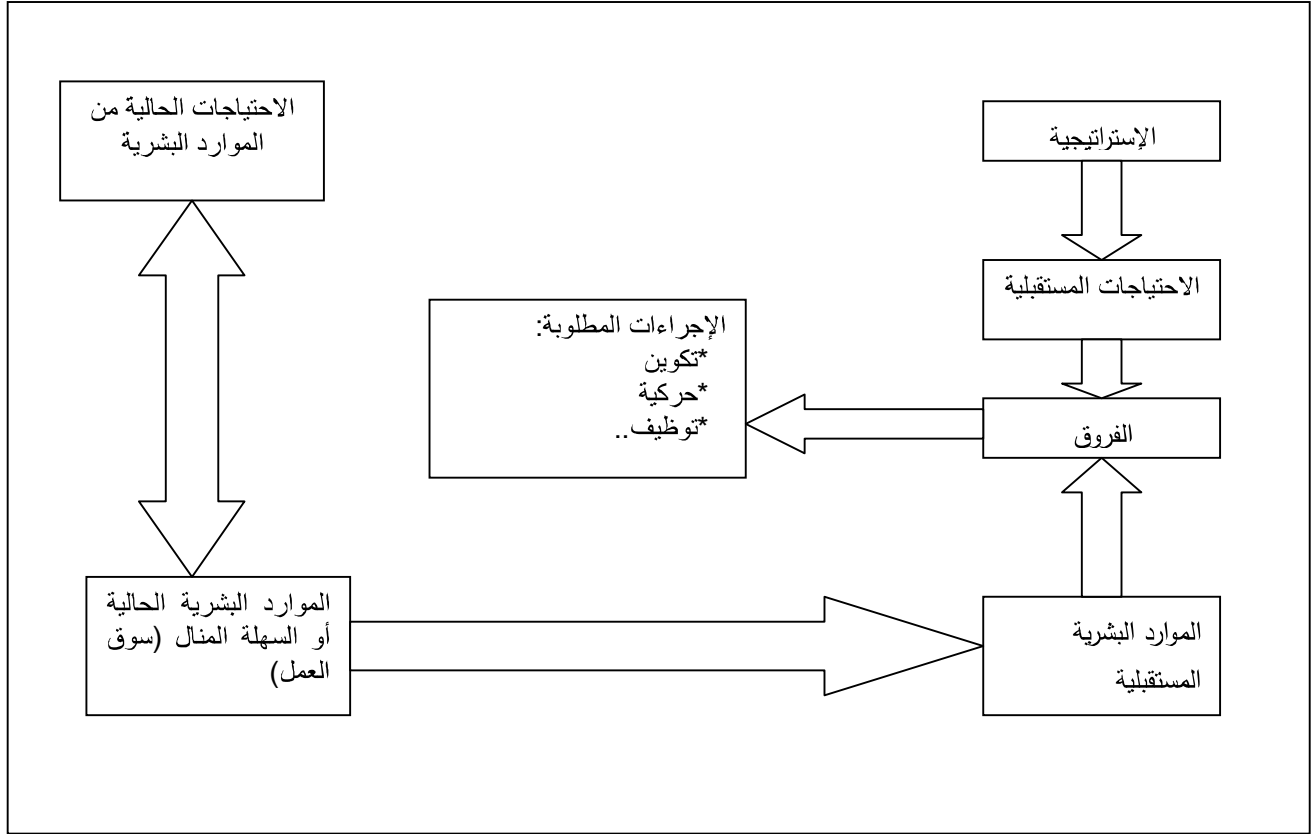 الاحتياجات الحالية من
الموارد البشرية
الإستراتيجية
الاحتياجات المستقبلية
الإجراءات المطلوبة:
*تكوين
*حركية
*توظيف..
الفروق
الموارد البشرية الحالية
أو السهلة المنال (سوق
العمل)
الموارد البشرية
المستقبلية